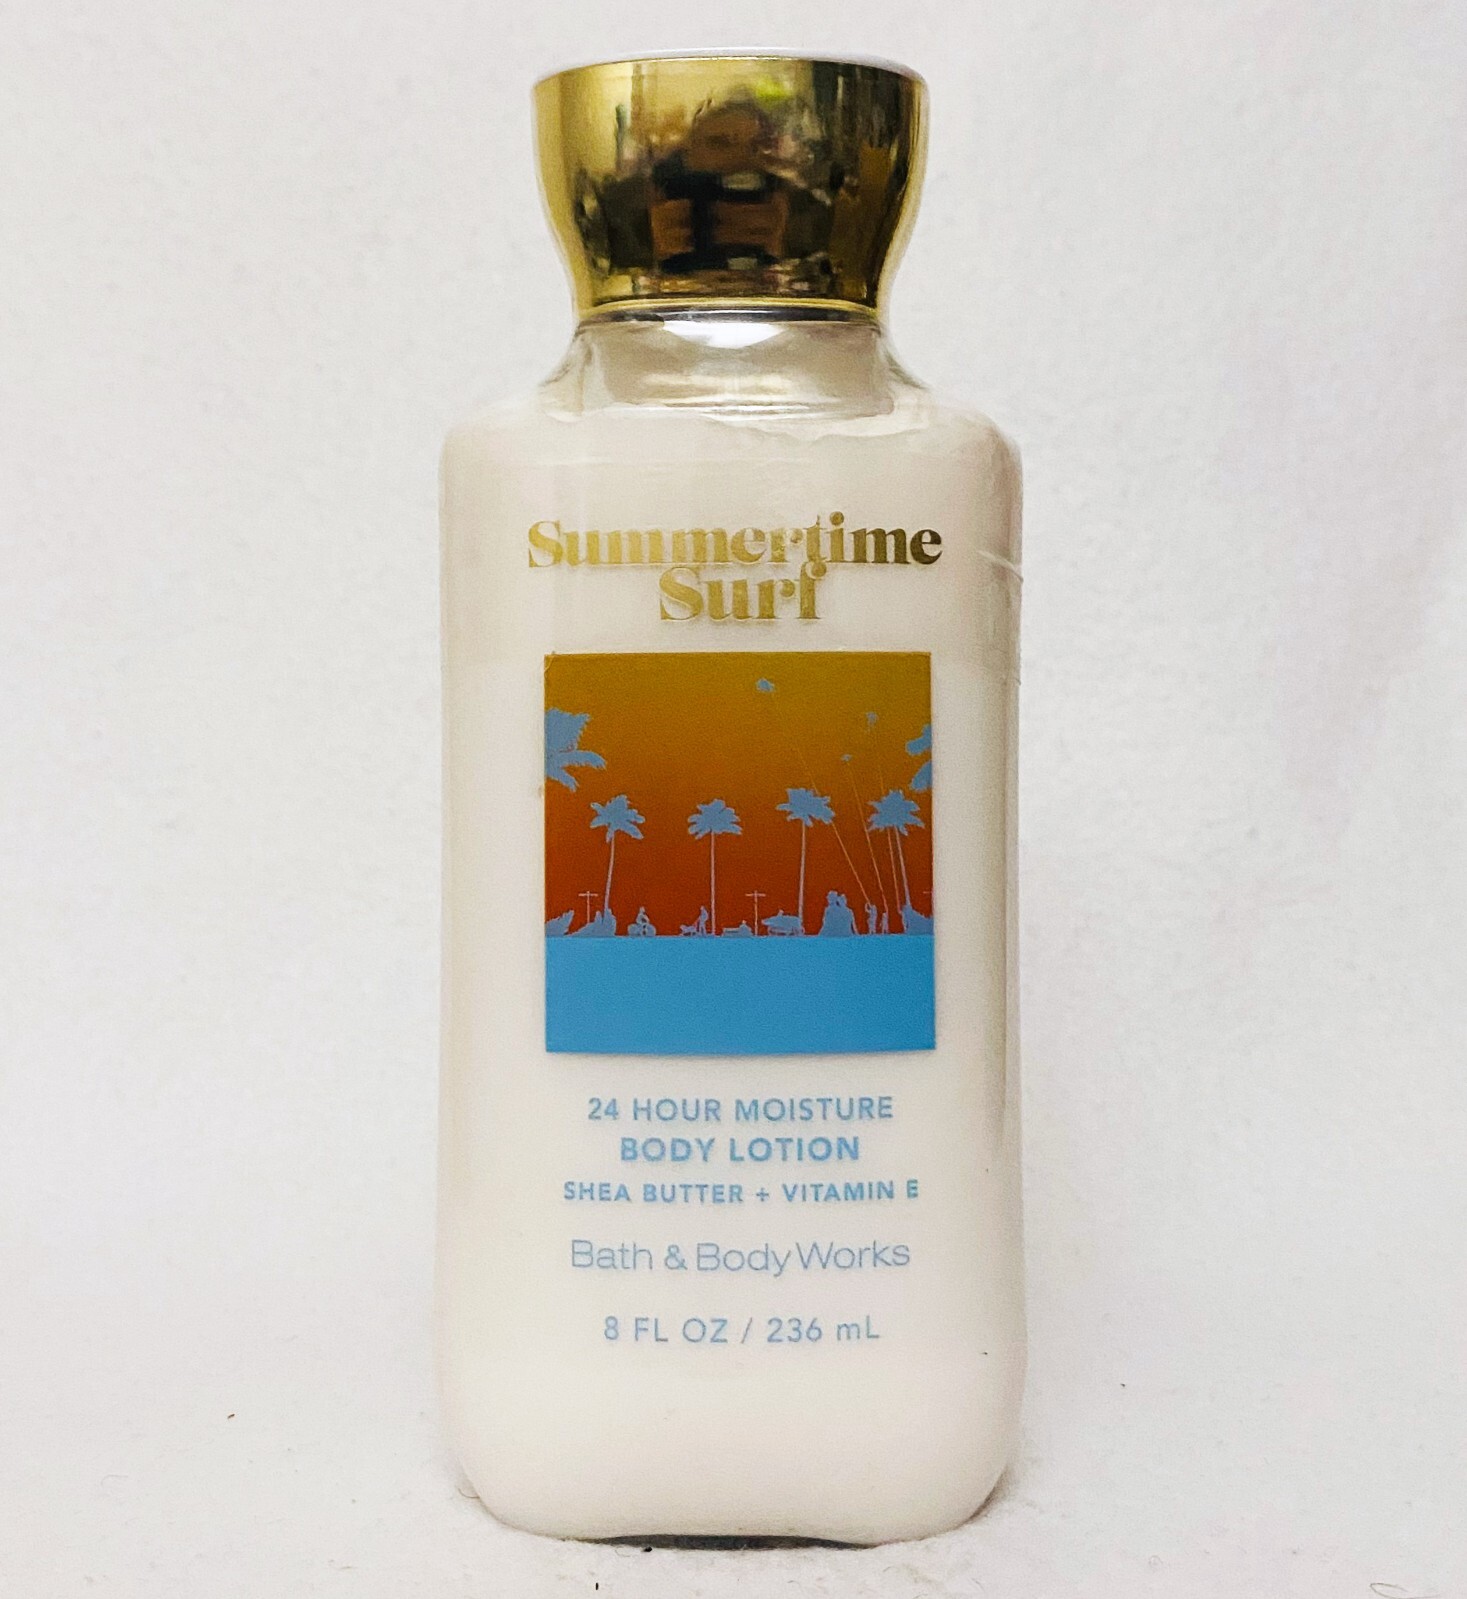 Summertime
Surf
24 HOUR MOISTURE
BODY LOTION
SHEA BUTTER + VITAMIN E
Bath & Body Works
8 FL OZ / 236 mL